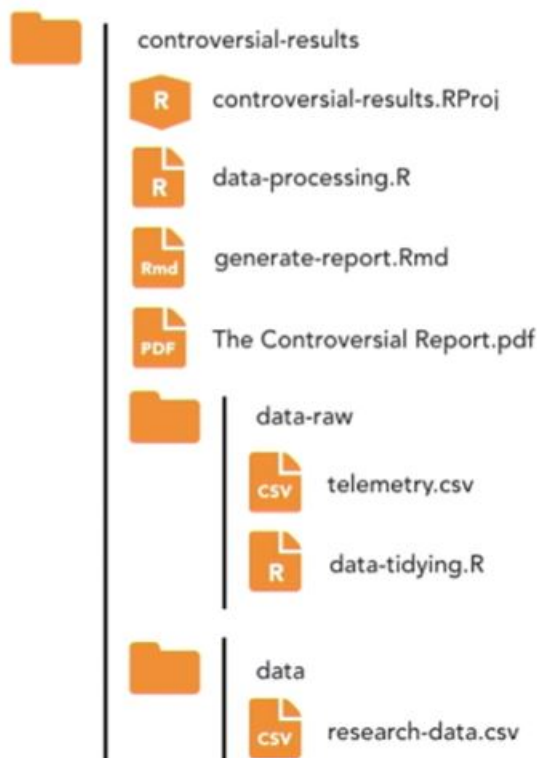 controversial-results
R controversial-results.RProj
R data-processing.R
Rmd generate-report.Rmd
PDF The Controversial Report.pdf
data-raw
CSV telemetry.csv
R data-tidying.R
data
CSV research-data.csv